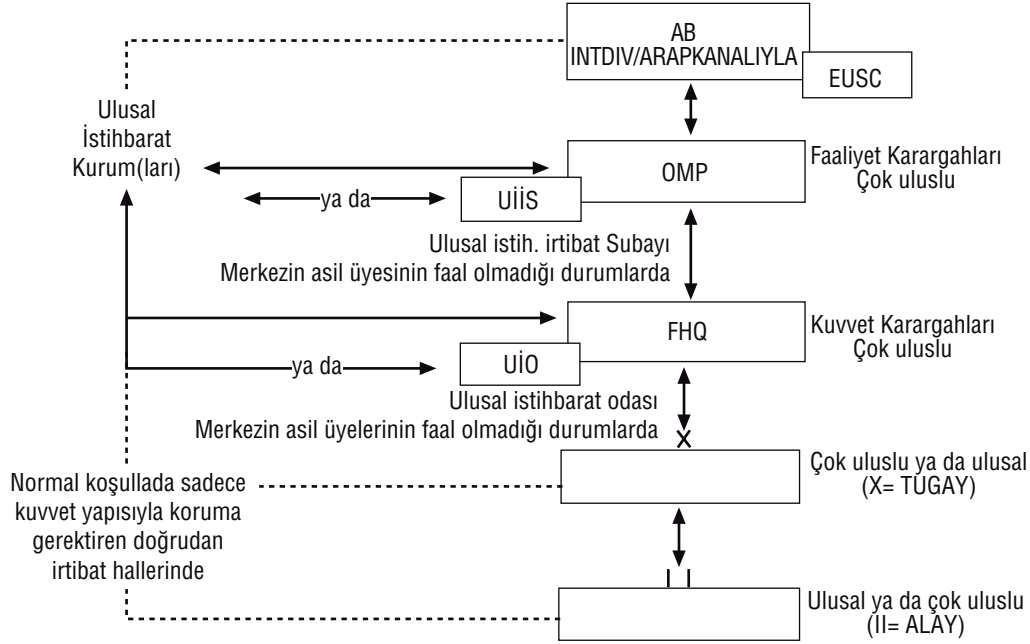 AB
INTDIV/ARAPKANALIYLA
EUSC
Ulusal
İstihbarat
Kurum(ları)
OMP
Faaliyet Karargahları
Çok uluslu
ya da
UİİS
Ulusal istih. irtibat Subayı
Merkezin asil üyesinin faal olmadığı durumlarda
FHQ
Kuvvet Karargahları
Çok uluslu
ya da
UİO
Ulusal istihbarat odası
Merkezin asil üyelerinin faal olmadığı durumlarda
X
Çok uluslu ya da ulusal
(X= TUGAY)
Normal koşullada sadece
kuvvet yapısıyla koruma
gerektiren doğrudan
irtibat hallerinde
II
Ulusal ya da çok uluslu
(II= ALAY)